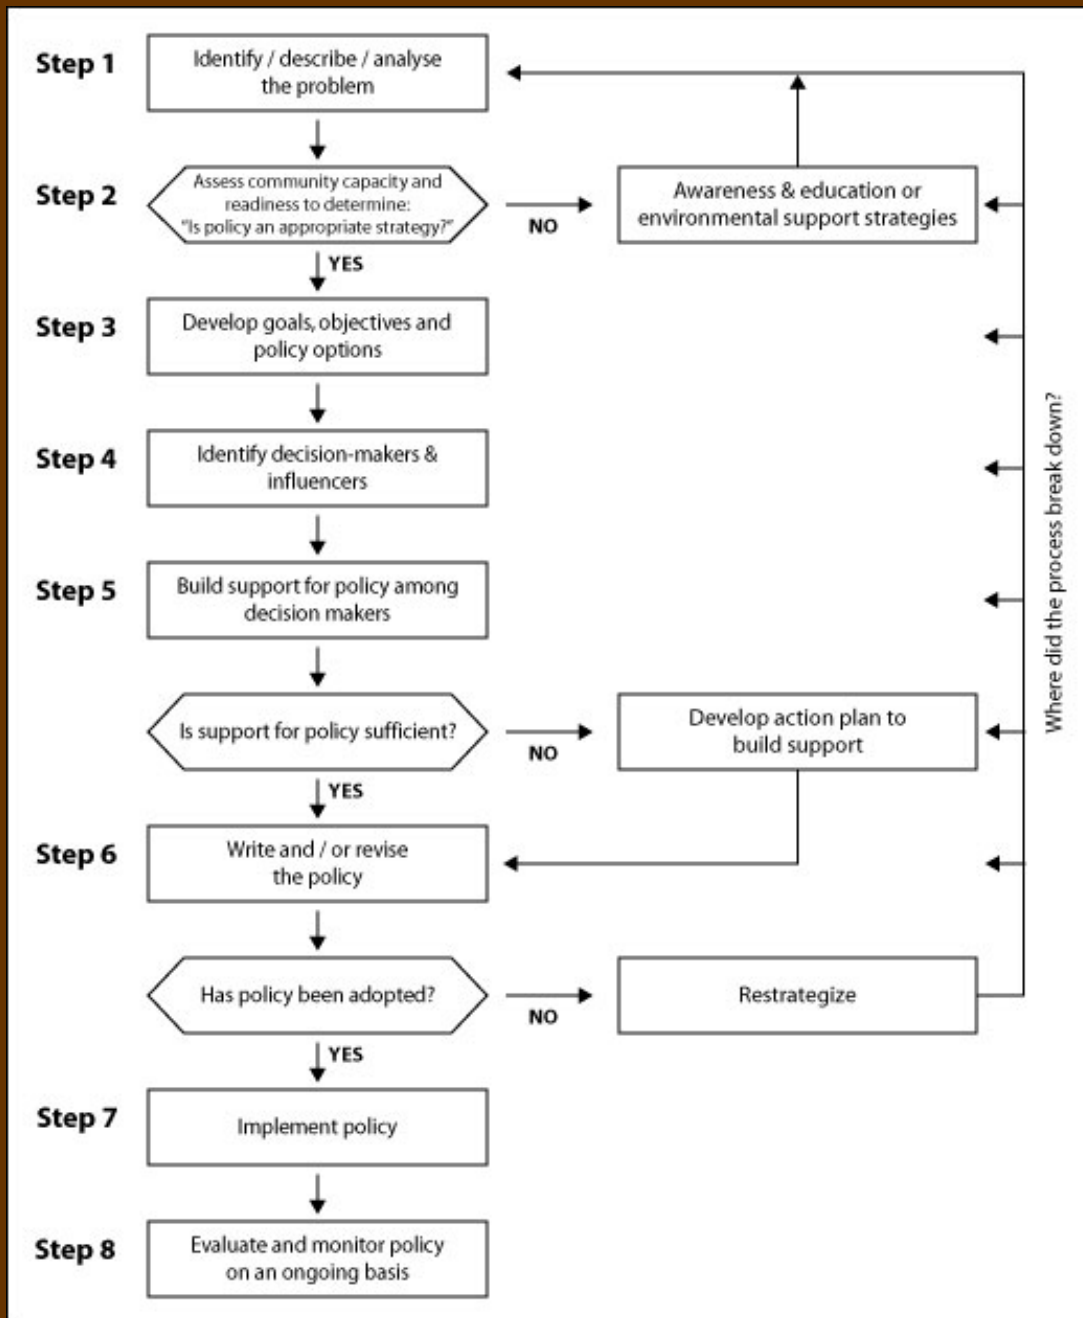 Step 1
Identify / describe / analyse
the problem
Step 2
Assess community capacity and
readiness to determine:
"Is policy an appropriate strategy?"
NO
Awareness & education or
environmental support strategies
YES
Step 3
Develop goals, objectives and
policy options
Step 4
Identify decision-makers &
influencers
Step 5
Build support for policy among
decision makers
Is support for policy sufficient?
NO
Develop action plan to
build support
YES
Step 6
Write and / or revise
the policy
Has policy been adopted?
NO
Restrategize
YES
Step 7
Implement policy
Step 8
Evaluate and monitor policy
on an ongoing basis
Where did the process break down?